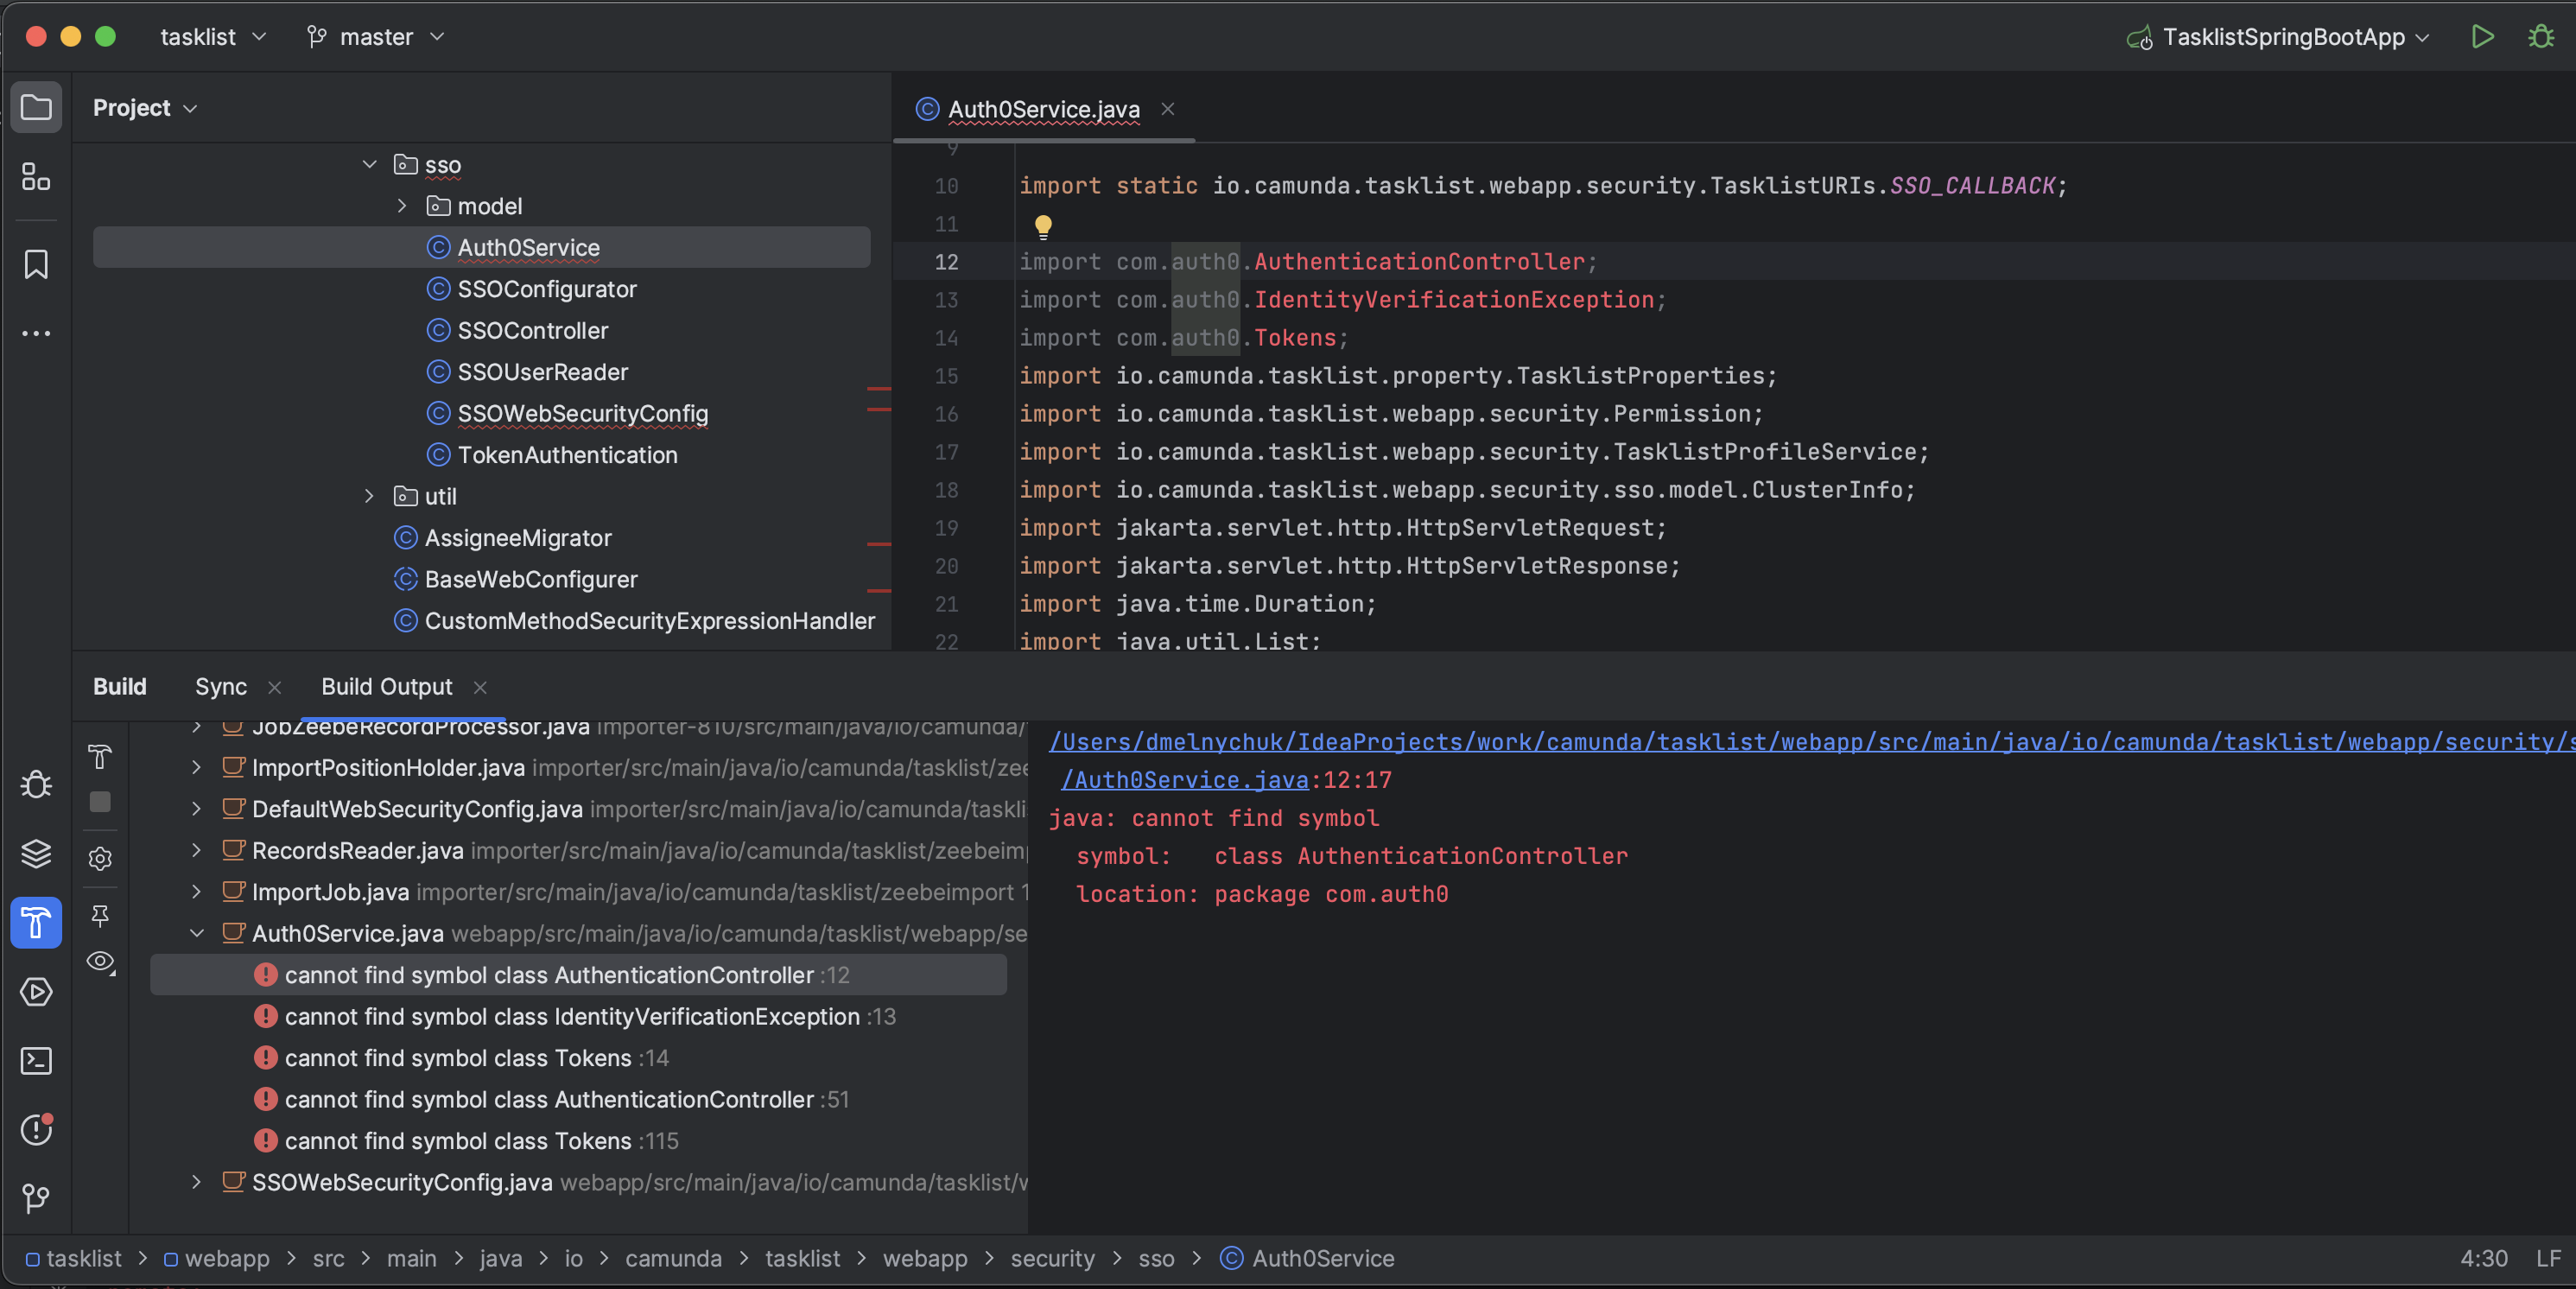 tasklist master TasklistSpringBootApp
Project
sso
model
Auth0Service
SSOConfigurator
SSOController
SSOUserReader
SSOWebSecurityConfig
TokenAuthentication
util
AssigneeMigrator
BaseWebConfigurer
CustomMethodSecurityExpressionHandler
Auth0Service.java
9
10 import static io.camunda.tasklist.webapp.security.TasklistURIs.SSO_CALLBACK;
11
12 import com.auth0.AuthenticationController;
13 import com.auth0.IdentityVerificationException;
14 import com.auth0.Tokens;
15 import io.camunda.tasklist.property.TasklistProperties;
16 import io.camunda.tasklist.webapp.security.Permission;
17 import io.camunda.tasklist.webapp.security.TasklistProfileService;
18 import io.camunda.tasklist.webapp.security.sso.model.ClusterInfo;
19 import jakarta.servlet.http.HttpServletRequest;
20 import jakarta.servlet.http.HttpServletResponse;
21 import java.time.Duration;
22 import java.util.List;
Build Sync Build Output
JobZeebeRecordProcessor.java importer-810/src/main/java/io/camunda/
ImportPositionHolder.java importer/src/main/java/io/camunda/tasklist/zee
DefaultWebSecurityConfig.java importer/src/main/java/io/camunda/taskli
RecordsReader.java importer/src/main/java/io/camunda/tasklist/zeebeim
ImportJob.java importer/src/main/java/io/camunda/tasklist/zeebeimport 1
Auth0Service.java webapp/src/main/java/io/camunda/tasklist/webapp/se
cannot find symbol class AuthenticationController :12
cannot find symbol class IdentityVerificationException :13
cannot find symbol class Tokens :14
cannot find symbol class AuthenticationController :51
cannot find symbol class Tokens :115
SSOWebSecurityConfig.java webapp/src/main/java/io/camunda/tasklist/
/Users/dmelnychuk/IdeaProjects/work/camunda/tasklist/webapp/src/main/java/io/camunda/tasklist/webapp/security/s
/Auth0Service.java:12:17
java: cannot find symbol
symbol: class AuthenticationController
location: package com.auth0
tasklist > webapp > src > main > java > io > camunda > tasklist > webapp > security > sso > Auth0Service
4:30 LF